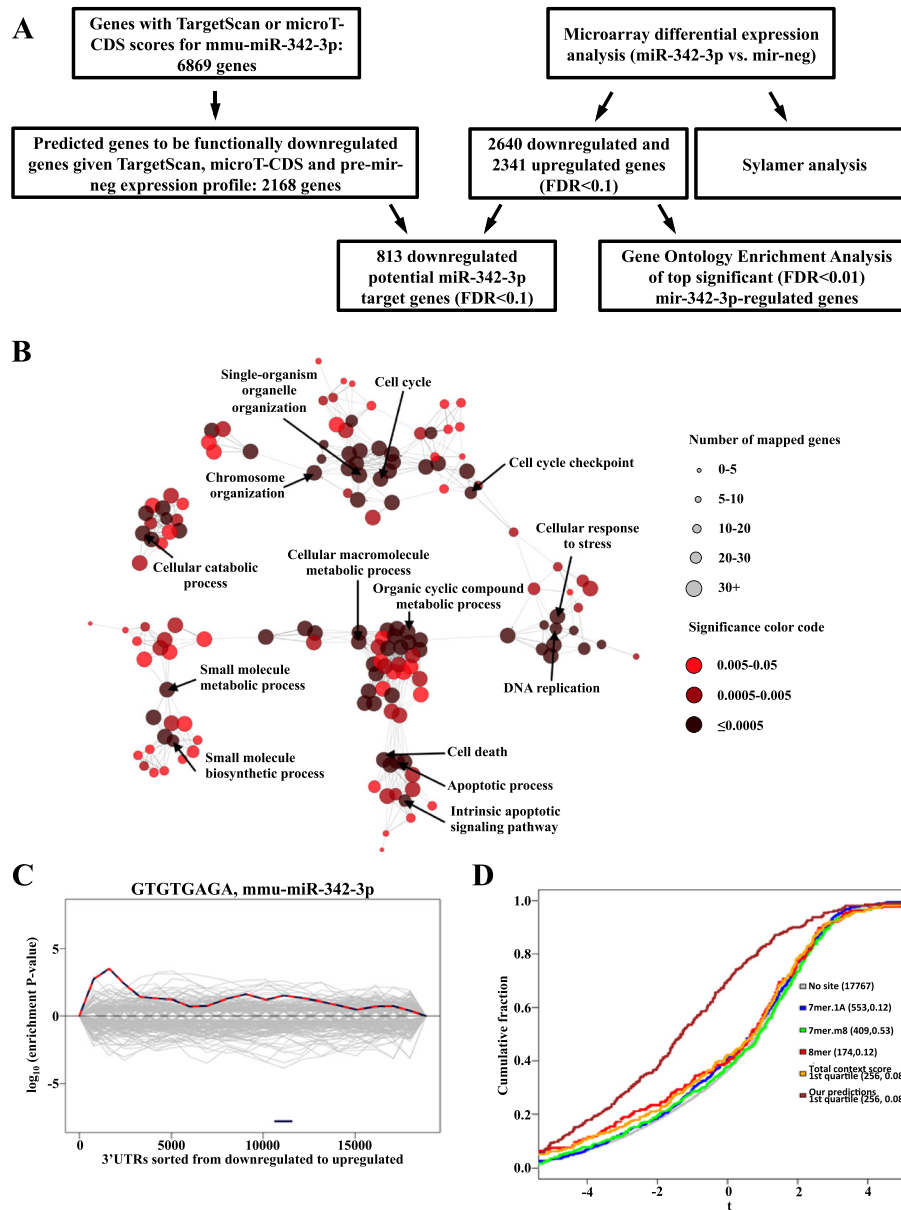 A
Genes with TargetScan or microT-
CDS scores for mmu-miR-342-3p:
6869 genes
Microarray differential expression
analysis (miR-342-3p vs. mir-neg)
Predicted genes to be functionally downregulated
genes given TargetScan, microT-CDS and pre-mir-
neg expression profile: 2168 genes
2640 downregulated and
2341 upregulated genes
(FDR<0.1)
Sylamer analysis
813 downregulated
potential miR-342-3p
target genes (FDR<0.1)
Gene Ontology Enrichment Analysis
of top significant (FDR<0.01)
mir-342-3p-regulated genes
B
Single-organism
organelle
organization
Cell cycle
Chromosome
organization
Cell cycle checkpoint
Cellular catabolic
process
Cellular macromolecule
metabolic process
Organic cyclic compound
metabolic process
Cellular response
to stress
DNA replication
Small molecule
metabolic process
Small molecule
biosynthetic process
Cell death
Apoptotic process
Intrinsic apoptotic
signaling pathway
Number of mapped genes
0-5
5-10
10-20
20-30
30+
Significance color code
0.005-0.05
0.0005-0.005
≤0.0005
C
GTGTGAGA, mmu-miR-342-3p
log₁₀ (enrichment P-value)
5
0
−5
0
5000
10000
15000
3'UTRs sorted from downregulated to upregulated
D
Cumulative fraction
1.0
0.8
0.6
0.4
0.2
0.0
-4
-2
0
2
4
t
No site (17767)
7mer.1A (553,0.12)
7mer.m8 (409,0.53)
8mer (174,0.12)
Total context score
1st quartile (256, 0.08
Our predictions
1st quartile (256, 0.08